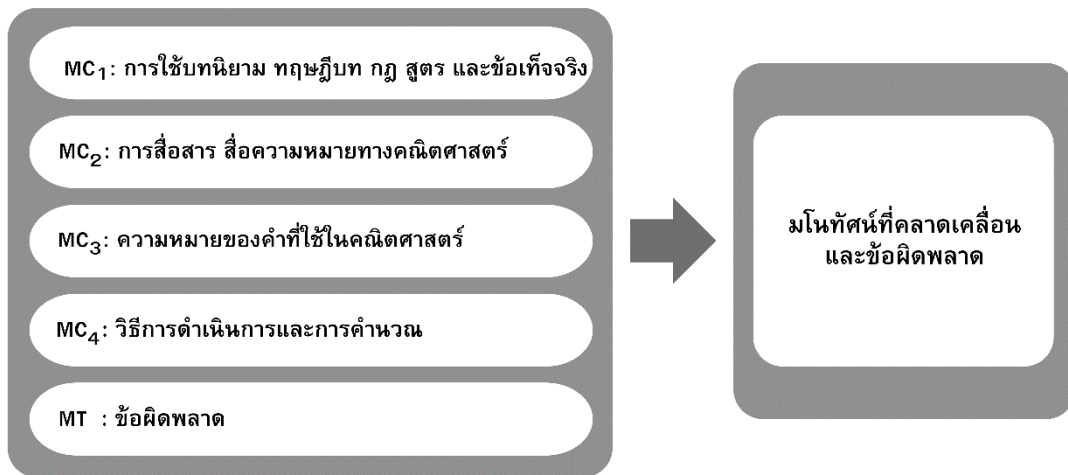 MC₁: การใช้บทนิยาม ทฤษฎีบท กฎ สูตร และข้อเท็จจริง
MC₂: การสื่อสาร สื่อความหมายทางคณิตศาสตร์
MC₃: ความหมายของคำที่ใช้ในคณิตศาสตร์
MC₄: วิธีการดำเนินการและการคำนวณ
MT : ข้อผิดพลาด
มโนทัศน์ที่คลาดเคลื่อน
และข้อผิดพลาด